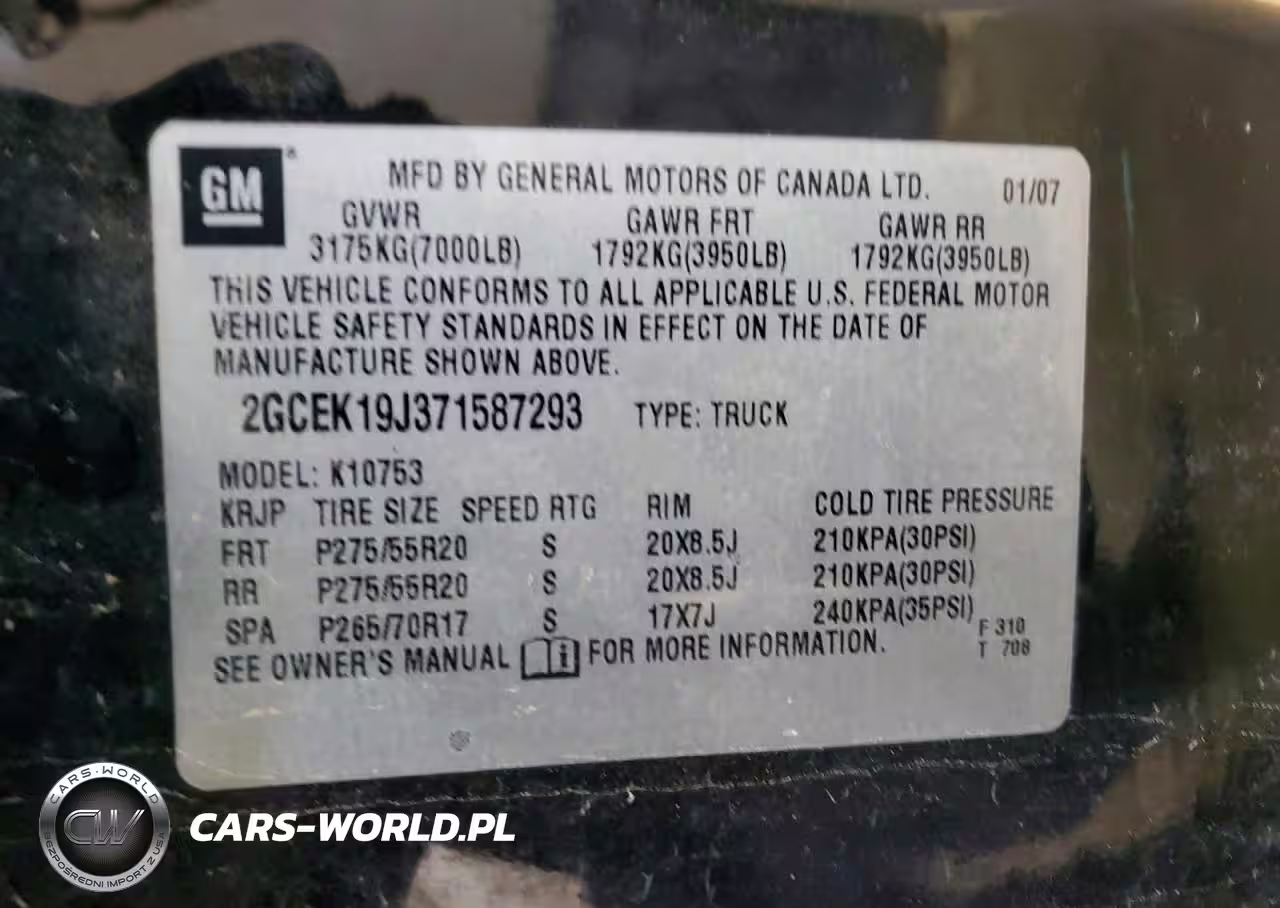 GM
MFD BY GENERAL MOTORS OF CANADA LTD. 01/07
GVWR GAWR FRT GAWR RR
3175KG(7000LB) 1792KG(3950LB) 1792KG(3950LB)
THIS VEHICLE CONFORMS TO ALL APPLICABLE U.S. FEDERAL MOTOR
VEHICLE SAFETY STANDARDS IN EFFECT ON THE DATE OF
MANUFACTURE SHOWN ABOVE.
2GCEK19J371587293 TYPE: TRUCK
MODEL: K10753
KRJP TIRE SIZE SPEED RTG RIM COLD TIRE PRESSURE
FRT P275/55R20 S 20X8.5J 210KPA(30PSI)
RR P275/55R20 S 20X8.5J 210KPA(30PSI)
SPA P265/70R17 S 17X7J 240KPA(35PSI)
F 310
T 708
SEE OWNER'S MANUAL FOR MORE INFORMATION.
CARS-WORLD
CW
BEZPOŚREDNI IMPORT Z USA
CARS-WORLD.PL